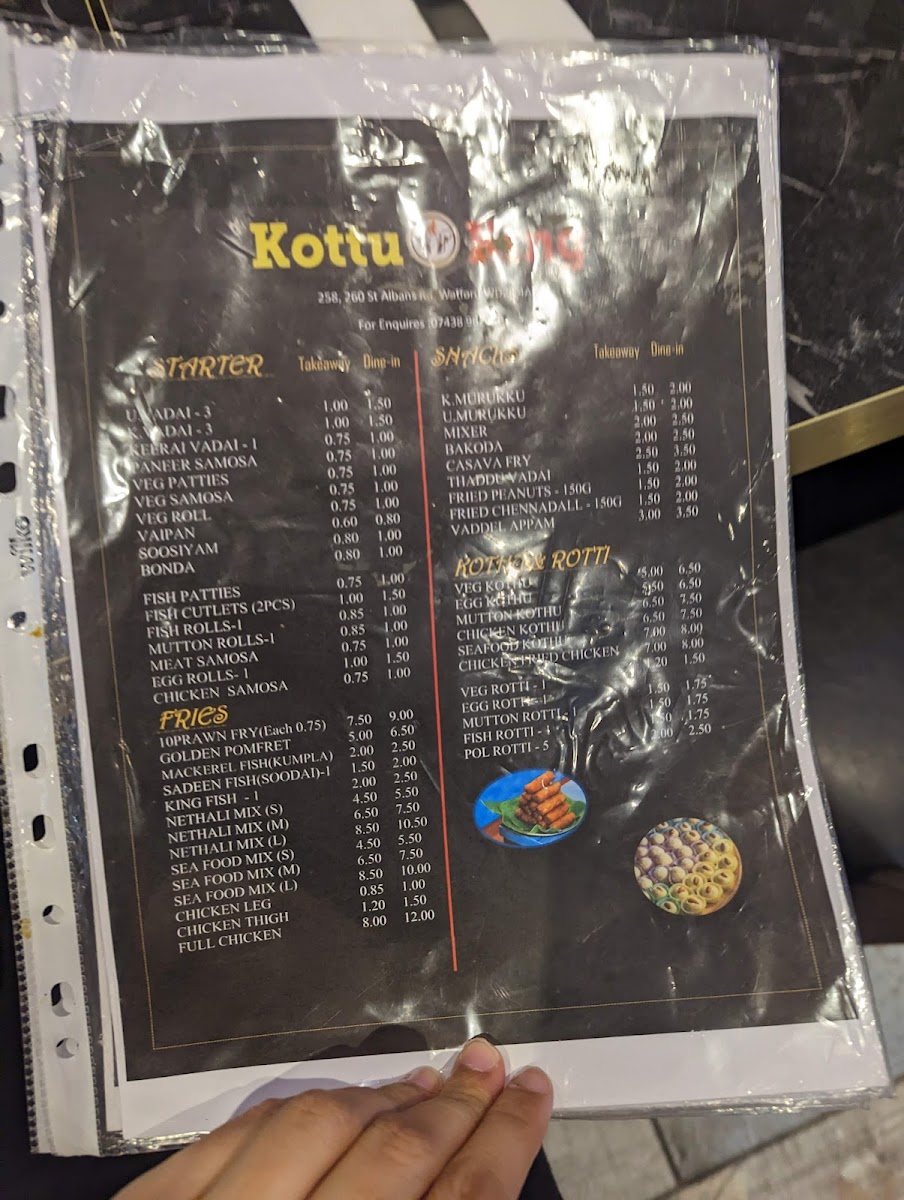 Kottu
258, 260 St Albans Rd, Watford
For Enquires :07438
STARTER Takeaway Dine-in
U.VADAI - 3 1.00 1.50
K.VADAI - 3 1.00 1.50
KEERAI VADAI - 1 0.75 1.00
PANEER SAMOSA 0.75 1.00
VEG PATTIES 0.75 1.00
VEG SAMOSA 0.75 1.00
VEG ROLL 0.75 1.00
VAIPAN 0.60 0.80
SOOSIYAM 0.80 1.00
BONDA 0.80 1.00
FISH PATTIES 0.75 1.00
FISH CUTLETS (2PCS) 1.00 1.50
FISH ROLLS-1 0.85 1.00
MUTTON ROLLS-1 0.85 1.00
MEAT SAMOSA 0.75 1.00
EGG ROLLS- 1 1.00 1.50
CHICKEN SAMOSA 0.75 1.00
FRIES
10PRAWN FRY(Each 0.75) 7.50 9.00
GOLDEN POMFRET 5.00 6.50
MACKEREL FISH(KUMPLA) 2.00 2.50
SADEEN FISH(SOODAI)-1 1.50 2.00
KING FISH - 1 2.00 2.50
NETHALI MIX (S) 4.50 5.50
NETHALI MIX (M) 6.50 7.50
NETHALI MIX (L) 8.50 10.50
SEA FOOD MIX (S) 4.50 5.50
SEA FOOD MIX (M) 6.50 7.50
SEA FOOD MIX (L) 8.50 10.00
CHICKEN LEG 0.85 1.00
CHICKEN THIGH 1.20 1.50
FULL CHICKEN 8.00 12.00
SNACKS Takeaway Dine-in
K.MURUKKU 1.50 2.00
U.MURUKKU 1.50 2.00
MIXER 2.00 2.50
BAKODA 2.00 2.50
CASAVA FRY 2.50 3.50
THADDU VADAI 1.50 2.00
FRIED PEANUTS - 150G 1.50 2.00
FRIED CHENNADALL - 150G 1.50 2.00
VADDEL APPAM 3.00 3.50
KOTHU & ROTTI
VEG KOTHU 5.00 6.50
EGG KOTHU 5.50 6.50
MUTTON KOTHU 6.50 7.50
CHICKEN KOTHU 6.50 7.50
SEAFOOD KOTHU 7.00 8.00
CHICKEN FRIED CHICKEN 7.00 8.00
VEG ROTTI - 1 1.20 1.50
EGG ROTTI - 1 1.50 1.75
MUTTON ROTTI - 1 1.50 1.75
FISH ROTTI - 1 1.75
POL ROTTI - 5 2.00 2.50
wilko